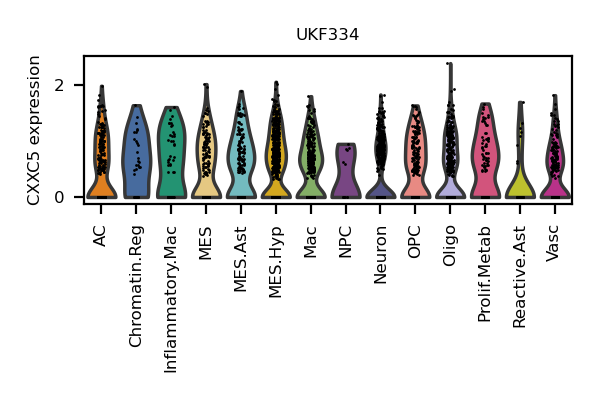 UKF334
CXXC5 expression
2
0
AC
Chromatin.Reg
Inflammatory.Mac
MES
MES.Ast
MES.Hyp
Mac
NPC
Neuron
OPC
Oligo
Prolif.Metab
Reactive.Ast
Vasc